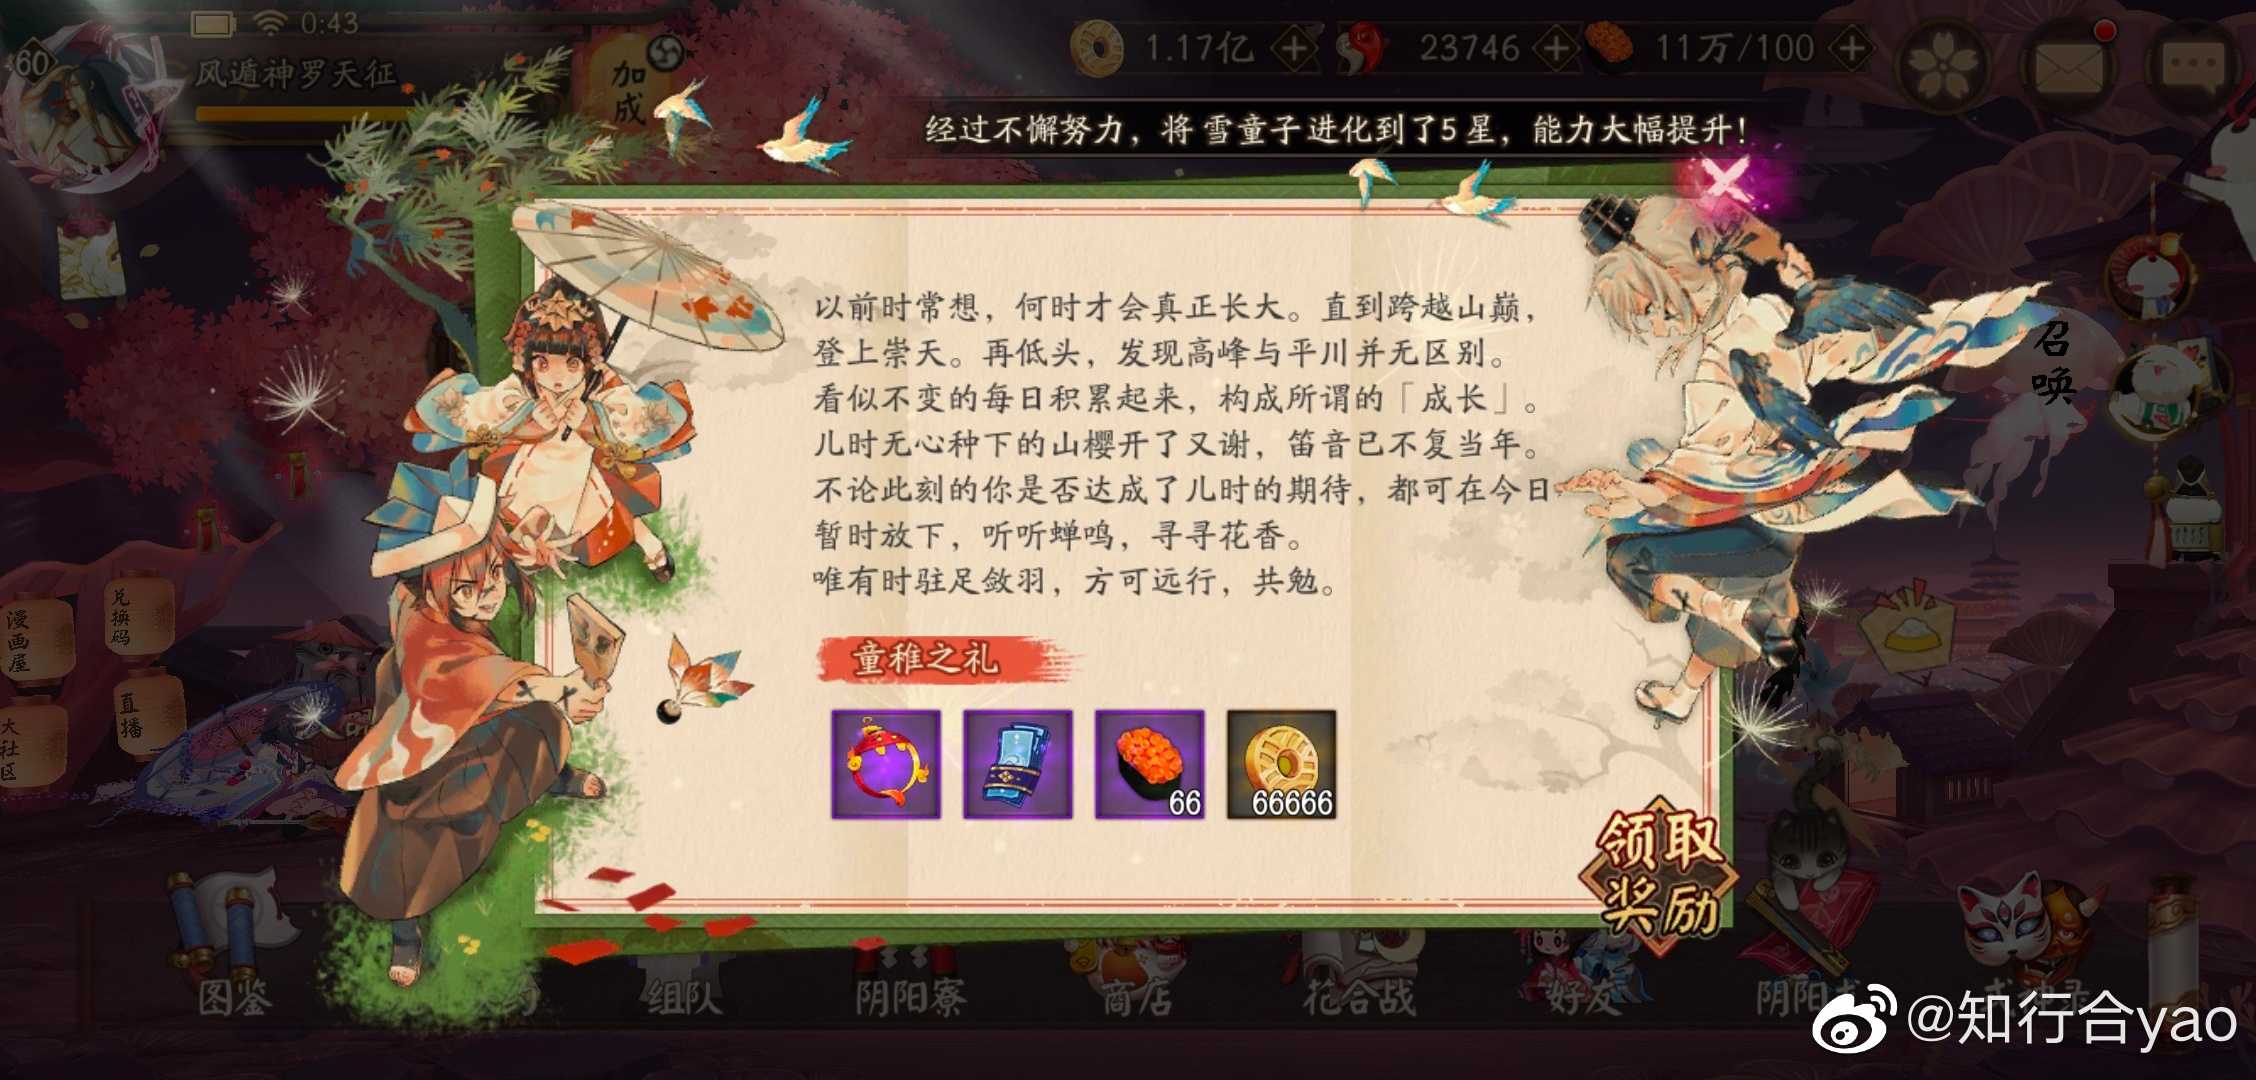 0:43
60
风遁神罗天征
加成
1.17亿
23746
11万/100
经过不懈努力，将 雪童子 进化到了5 星，能力大幅提升！
以前时常想，何时才会真正长大。直到跨越山巅，
登上崇天。再低头，发现高峰与平川并无区别。
看似不变的每日积累起来，构成所谓的「成长」。
儿时无心种下的山樱开了又谢，笛音已不复当年。
不论此刻的你是否达成了儿时的期待，都可在今日
暂时放下，听听蝉鸣，寻寻花香。
唯有时驻足敛羽，方可远行，共勉。
童稚之礼
66
66666
领取
奖励
召唤
漫画屋
兑换码
大社区
直播
图鉴
组队
阴阳寮
商店
花合战
好友
阴阳
@知行合yao